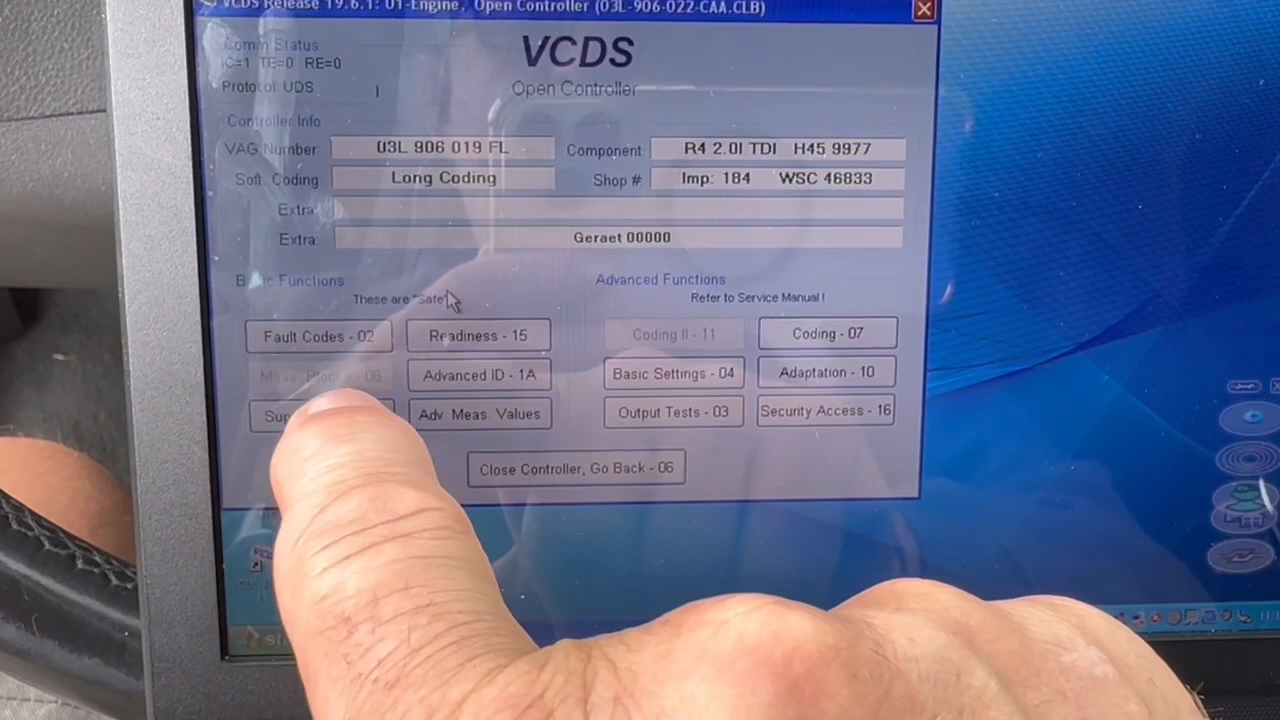 VCDS Release 19.6.1: 01-Engine, Open Controller (03L-906-022-CAA.CLB)
Comm Status
IC=1 TE=0 RE=0
Protocol: UDS
VCDS
Open Controller
Controller Info
VAG Number: 03L 906 019 FL Component: R4 2.0l TDI H45 9977
Soft. Coding: Long Coding Shop #: Imp: 184 WSC 46833
Extra:
Extra: Geraet 00000
Basic Functions Advanced Functions
These are "Safe" Refer to Service Manual !
Fault Codes - 02 Readiness - 15 Coding II - 11 Coding - 07
Meas. - 08 Advanced ID - 1A Basic Settings - 04 Adaptation - 10
Adv. Meas. Values Output Tests - 03 Security Access - 16
Close Controller, Go Back - 06